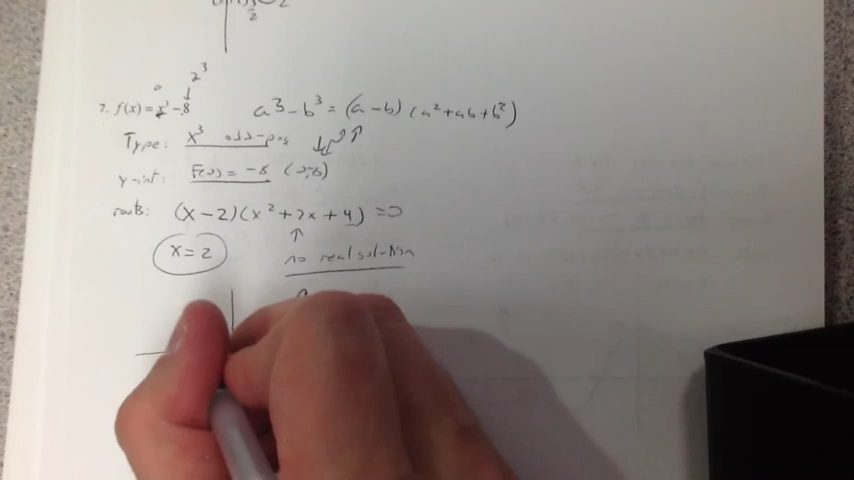 2³
7. f(x) = x³ - 8 a³ - b³ = (a - b) (a² + ab + b²)
Type: x³ odd-pos
y-int: F(0) = -8 (0,-8)
roots: (x - 2)(x² + 2x + 4) = 0
x = 2 no real solution